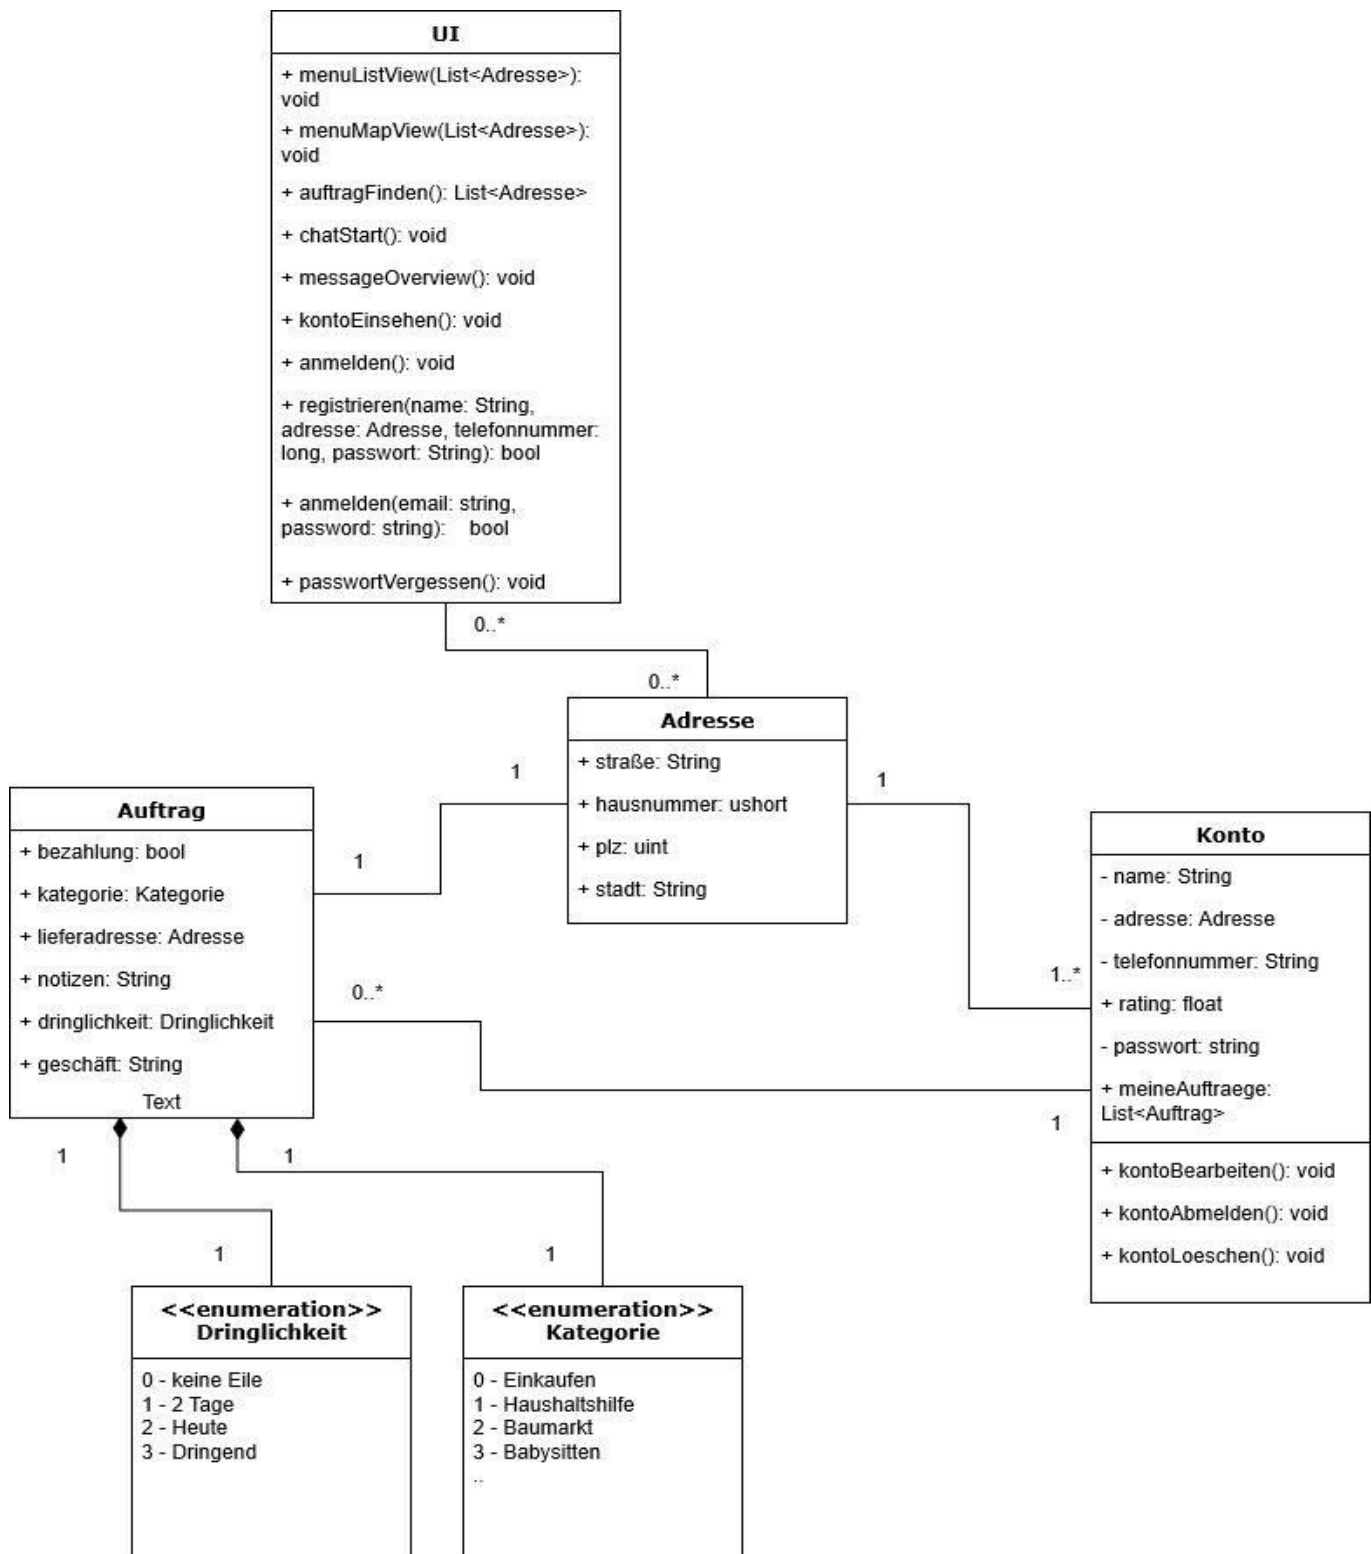 UI
+ menuListView(List<Adresse>):
void
+ menuMapView(List<Adresse>):
void
+ auftragFinden(): List<Adresse>
+ chatStart(): void
+ messageOverview(): void
+ kontoEinsehen(): void
+ anmelden(): void
+ registrieren(name: String,
adresse: Adresse, telefonnummer:
long, passwort: String): bool
+ anmelden(email: string,
password: string): bool
+ passwortVergessen(): void
0..*
0..*
Adresse
+ straße: String
+ hausnummer: ushort
+ plz: uint
+ stadt: String
1
1
1
1..*
Auftrag
+ bezahlung: bool
+ kategorie: Kategorie
+ lieferadresse: Adresse
+ notizen: String
+ dringlichkeit: Dringlichkeit
+ geschäft: String
Text
0..*
1
Konto
- name: String
- adresse: Adresse
- telefonnummer: String
+ rating: float
- passwort: string
+ meineAuftraege:
List<Auftrag>
+ kontoBearbeiten(): void
+ kontoAbmelden(): void
+ kontoLoeschen(): void
1
1
1
1
<<enumeration>>
Dringlichkeit
0 - keine Eile
1 - 2 Tage
2 - Heute
3 - Dringend
<<enumeration>>
Kategorie
0 - Einkaufen
1 - Haushaltshilfe
2 - Baumarkt
3 - Babysitten
..